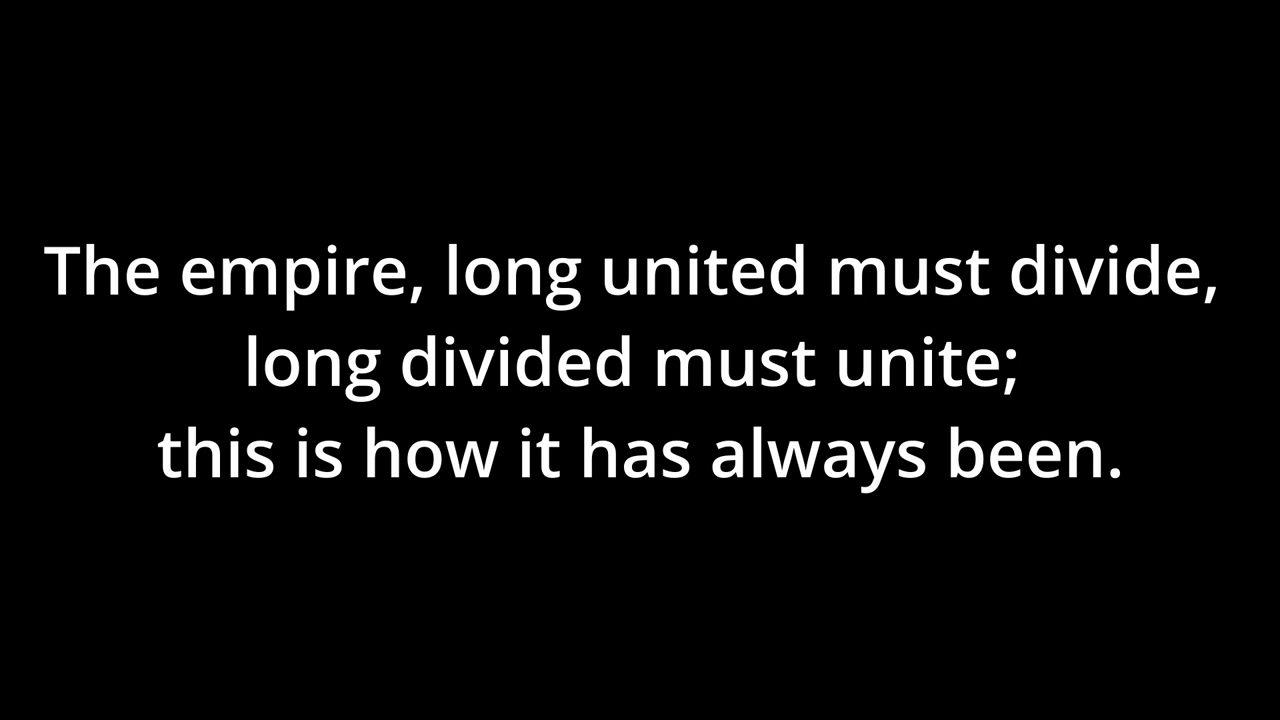 The empire, long united must divide,
long divided must unite;
this is how it has always been.